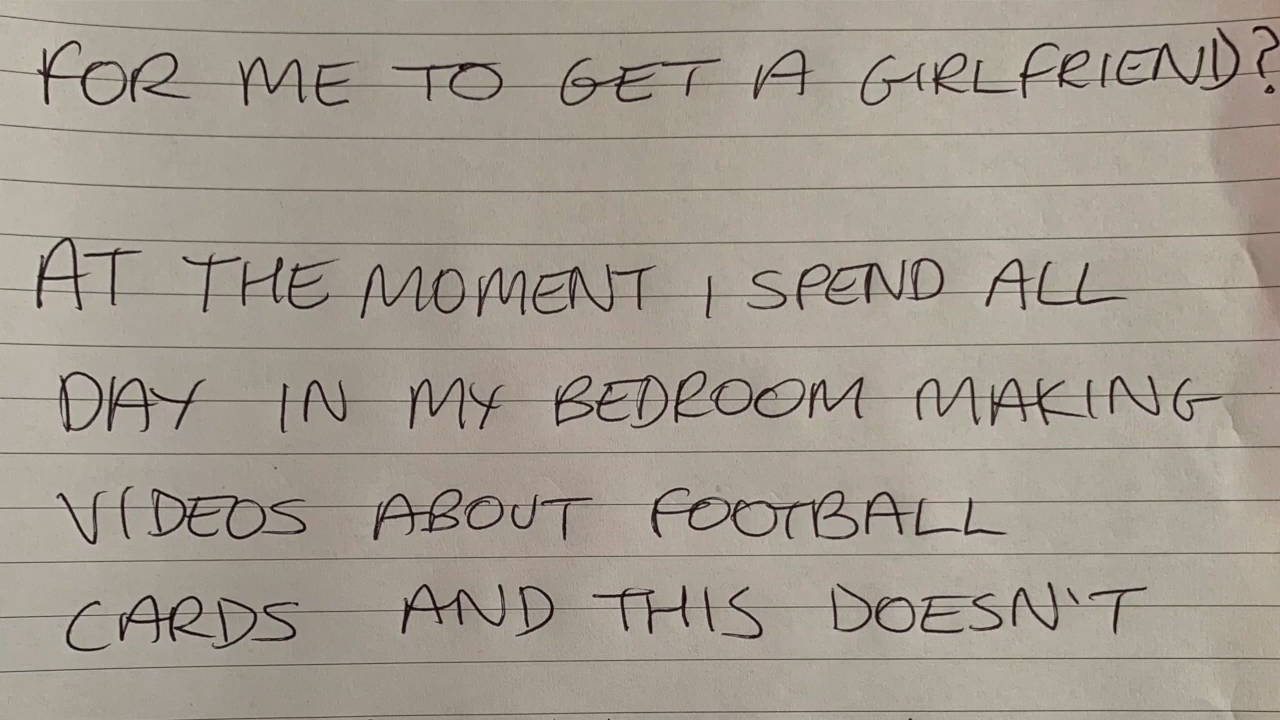 FOR ME TO GET A GIRLFRIEND?
AT THE MOMENT I SPEND ALL
DAY IN MY BEDROOM MAKING
VIDEOS ABOUT FOOTBALL
CARDS AND THIS DOESN'T